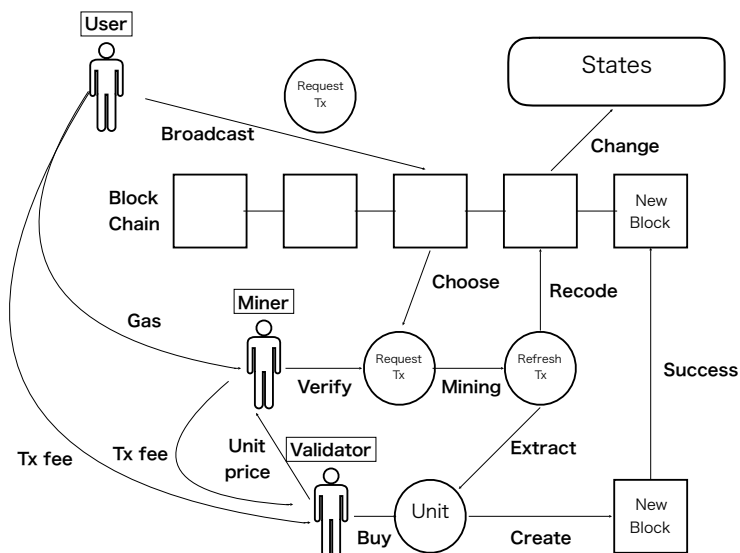 User
Request
Tx
States
Broadcast
Change
Block
Chain
New
Block
Choose
Recode
Miner
Gas
Request
Tx
Refresh
Tx
Verify
Mining
Success
Tx fee
Tx fee
Unit
price
Validator
Extract
Unit
New
Block
Buy
Create